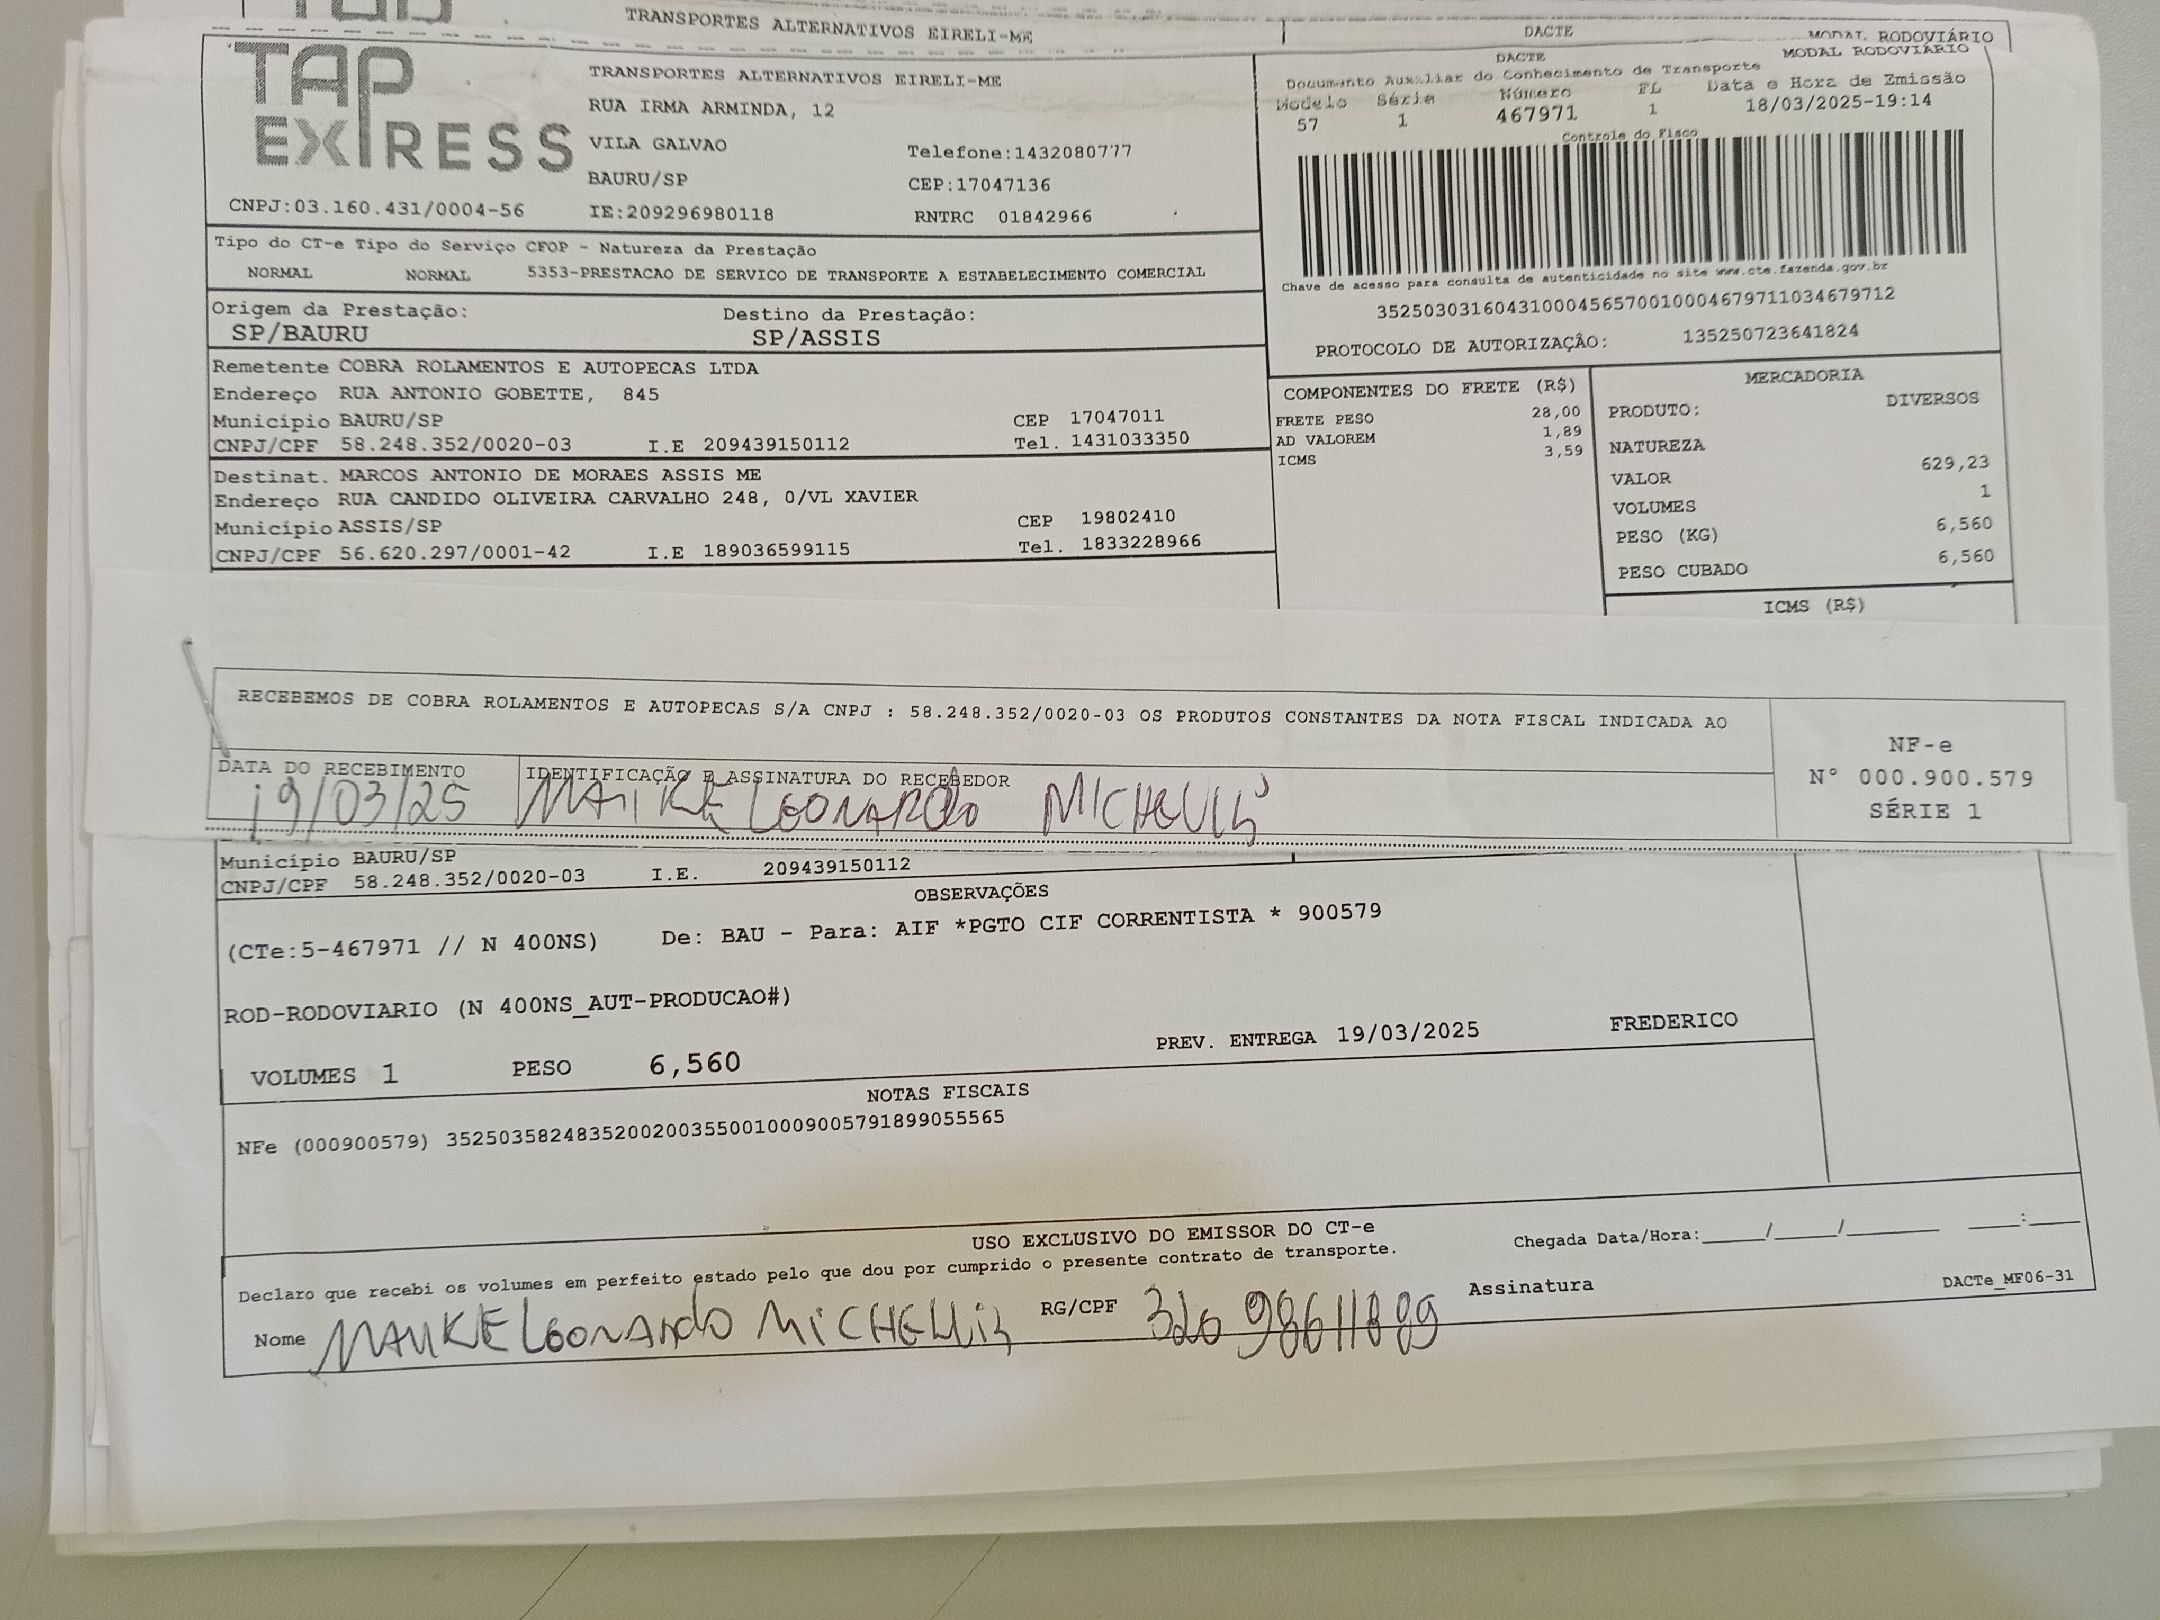 TRANSPORTES ALTERNATIVOS EIRELI-ME
DACTE
MODAL RODOVIÁRIO
TAP EXPRESS
TRANSPORTES ALTERNATIVOS EIRELI-ME
RUA IRMA ARMINDA, 12
VILA GALVAO
Telefone:1432080777
BAURU/SP
CEP:17047136
CNPJ:03.160.431/0004-56
IE:209296980118
RNTRC 01842966
DACTE
MODAL RODOVIÁRIO
Documento Auxiliar do Conhecimento de Transporte
Modelo Série Número FL Data e Hora de Emissão
57 1 467971 1 18/03/2025-19:14
Controle do Fisco
Chave de acesso para consulta de autenticidade no site www.cte.fazenda.gov.br
35250303160431000456570010004679711034679712
PROTOCOLO DE AUTORIZAÇÂO: 135250723641824
Tipo do CT-e Tipo do Serviço CFOP - Natureza da Prestação
NORMAL NORMAL 5353-PRESTACAO DE SERVICO DE TRANSPORTE A ESTABELECIMENTO COMERCIAL
Origem da Prestação: Destino da Prestação:
SP/BAURU SP/ASSIS
Remetente COBRA ROLAMENTOS E AUTOPECAS LTDA
Endereço RUA ANTONIO GOBETTE, 845
Município BAURU/SP CEP 17047011
CNPJ/CPF 58.248.352/0020-03 I.E 209439150112 Tel. 1431033350
Destinat. MARCOS ANTONIO DE MORAES ASSIS ME
Endereço RUA CANDIDO OLIVEIRA CARVALHO 248, 0/VL XAVIER
Município ASSIS/SP CEP 19802410
CNPJ/CPF 56.620.297/0001-42 I.E 189036599115 Tel. 1833228966
COMPONENTES DO FRETE (R$)
FRETE PESO 28,00
AD VALOREM 1,89
ICMS 3,59
MERCADORIA
PRODUTO: DIVERSOS
NATUREZA
VALOR 629,23
VOLUMES 1
PESO (KG) 6,560
PESO CUBADO 6,560
ICMS (R$)
RECEBEMOS DE COBRA ROLAMENTOS E AUTOPECAS S/A CNPJ : 58.248.352/0020-03 OS PRODUTOS CONSTANTES DA NOTA FISCAL INDICADA AO
DATA DO RECEBIMENTO
IDENTIFICAÇÃO E ASSINATURA DO RECEBEDOR
19/03/25 MAIIKE LEONARDO
NF-e
Nº 000.900.579
SÉRIE 1
Município BAURU/SP
CNPJ/CPF 58.248.352/0020-03 I.E. 209439150112
OBSERVAÇÕES
(CTe:5-467971 // N 400NS) De: BAU - Para: AIF *PGTO CIF CORRENTISTA * 900579
ROD-RODOVIARIO (N 400NS_AUT-PRODUCAO#)
PREV. ENTREGA 19/03/2025 FREDERICO
VOLUMES 1 PESO 6,560
NOTAS FISCAIS
NFe (000900579) 35250358248352002003550010009005791899055565
USO EXCLUSIVO DO EMISSOR DO CT-e
Declaro que recebi os volumes em perfeito estado pelo que dou por cumprido o presente contrato de transporte.
Chegada Data/Hora:_____/_____/________ ____:____
Nome LEONARDO RG/CPF 320 98611889 Assinatura
DACTe_MF06-31